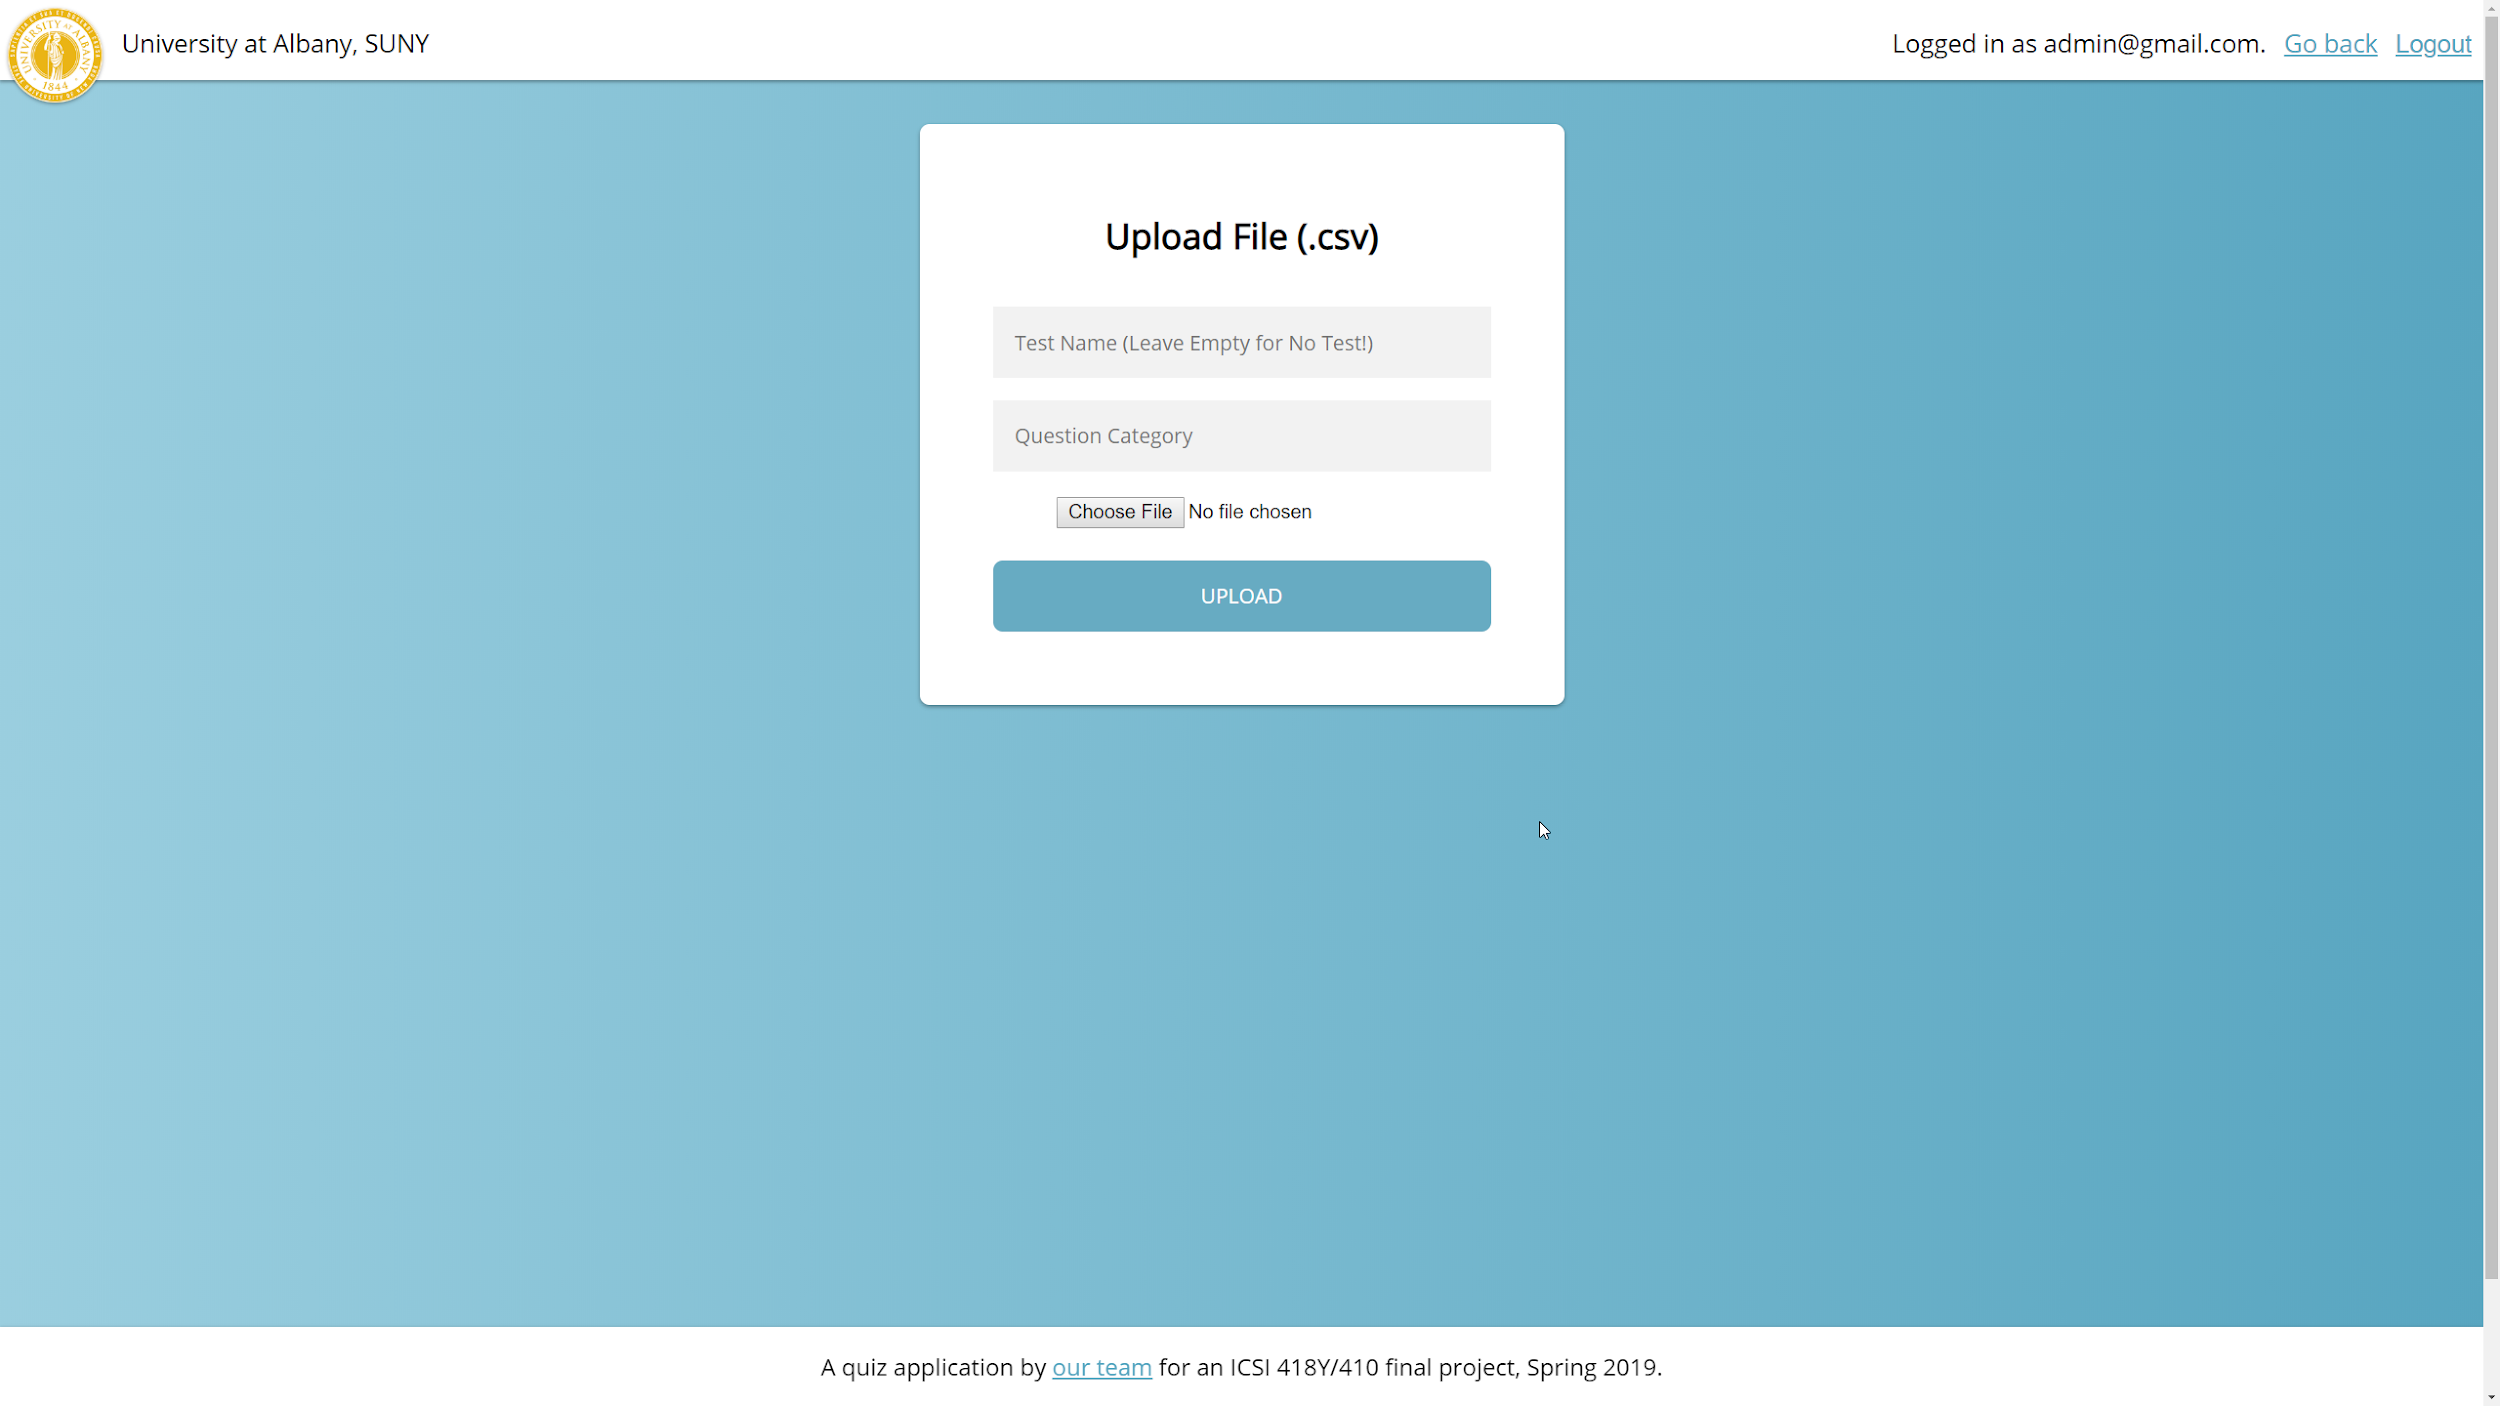 UNIVERSITY AT ALBANY
1844
University at Albany, SUNY
Logged in as admin@gmail.com. Go back Logout
Upload File (.csv)
Test Name (Leave Empty for No Test!)
Question Category
Choose File No file chosen
UPLOAD
A quiz application by our team for an ICSI 418Y/410 final project, Spring 2019.